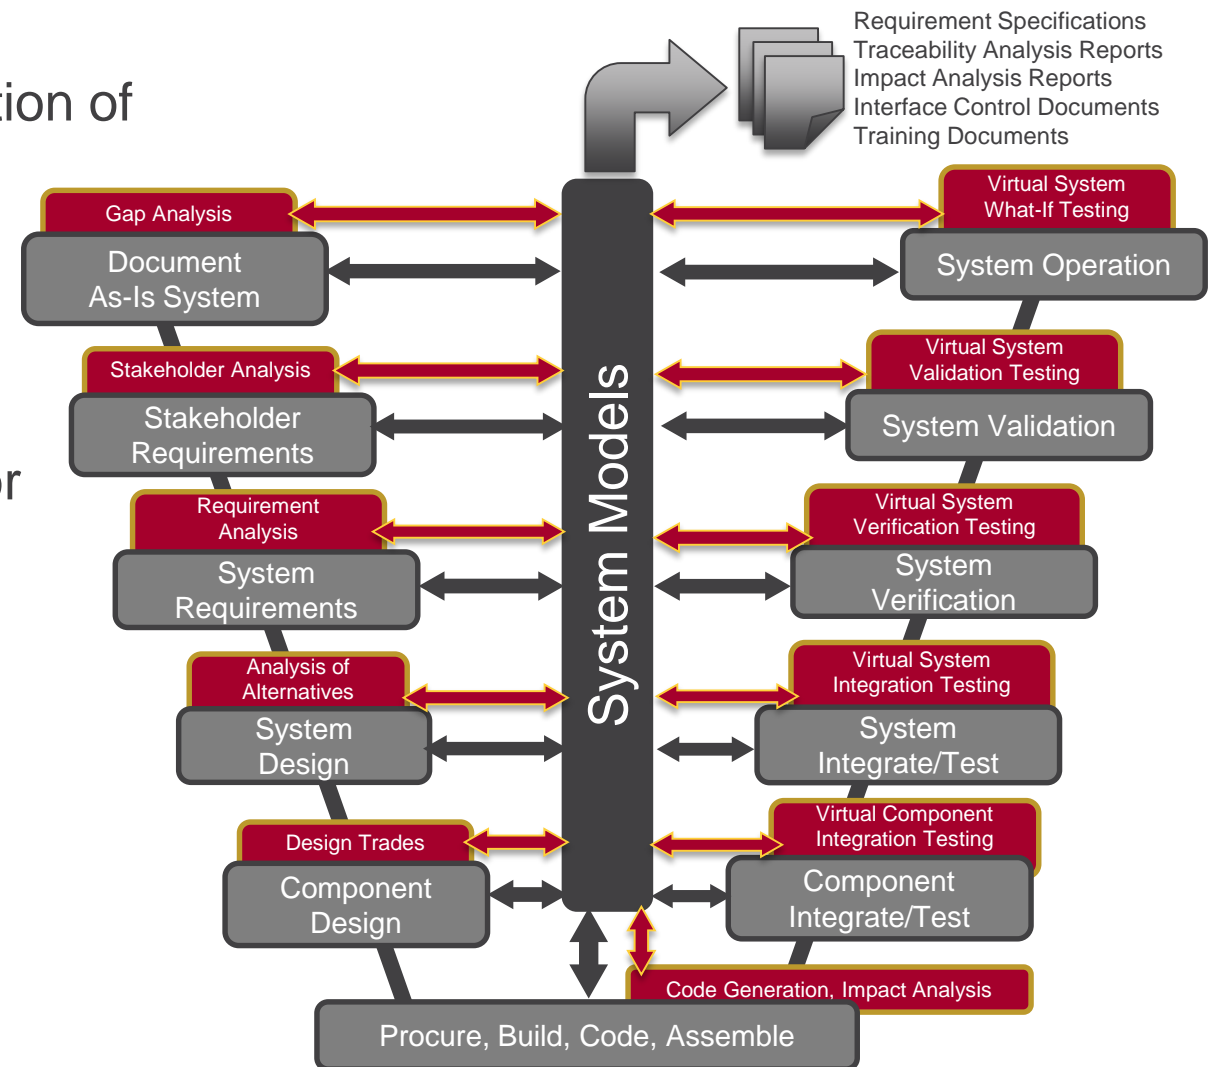 Requirement Specifications
Traceability Analysis Reports
Impact Analysis Reports
Interface Control Documents
Training Documents
tion of
or
Gap Analysis
Document
As-Is System
Stakeholder Analysis
Stakeholder
Requirements
Requirement
Analysis
System
Requirements
Analysis of
Alternatives
System
Design
Design Trades
Component
Design
System Models
Virtual System
What-If Testing
System Operation
Virtual System
Validation Testing
System Validation
Virtual System
Verification Testing
System
Verification
Virtual System
Integration Testing
System
Integrate/Test
Virtual Component
Integration Testing
Component
Integrate/Test
Code Generation, Impact Analysis
Procure, Build, Code, Assemble